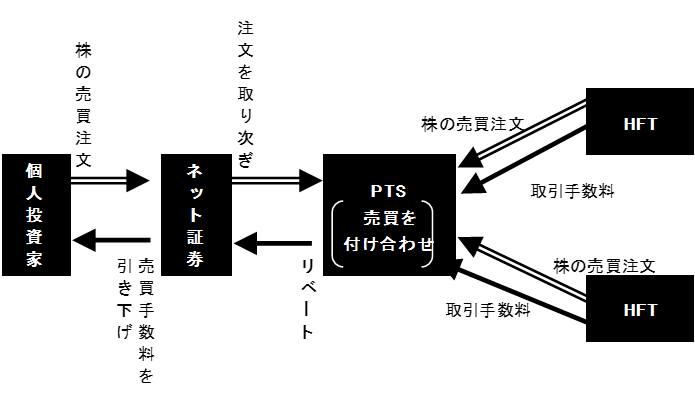 株の売買注文
注文を取り次ぎ
個人投資家
ネット証券
PTS
売買を
付け合わせ
売買手数料を
引き下げ
リベート
株の売買注文
取引手数料
HFT
株の売買注文
取引手数料
HFT